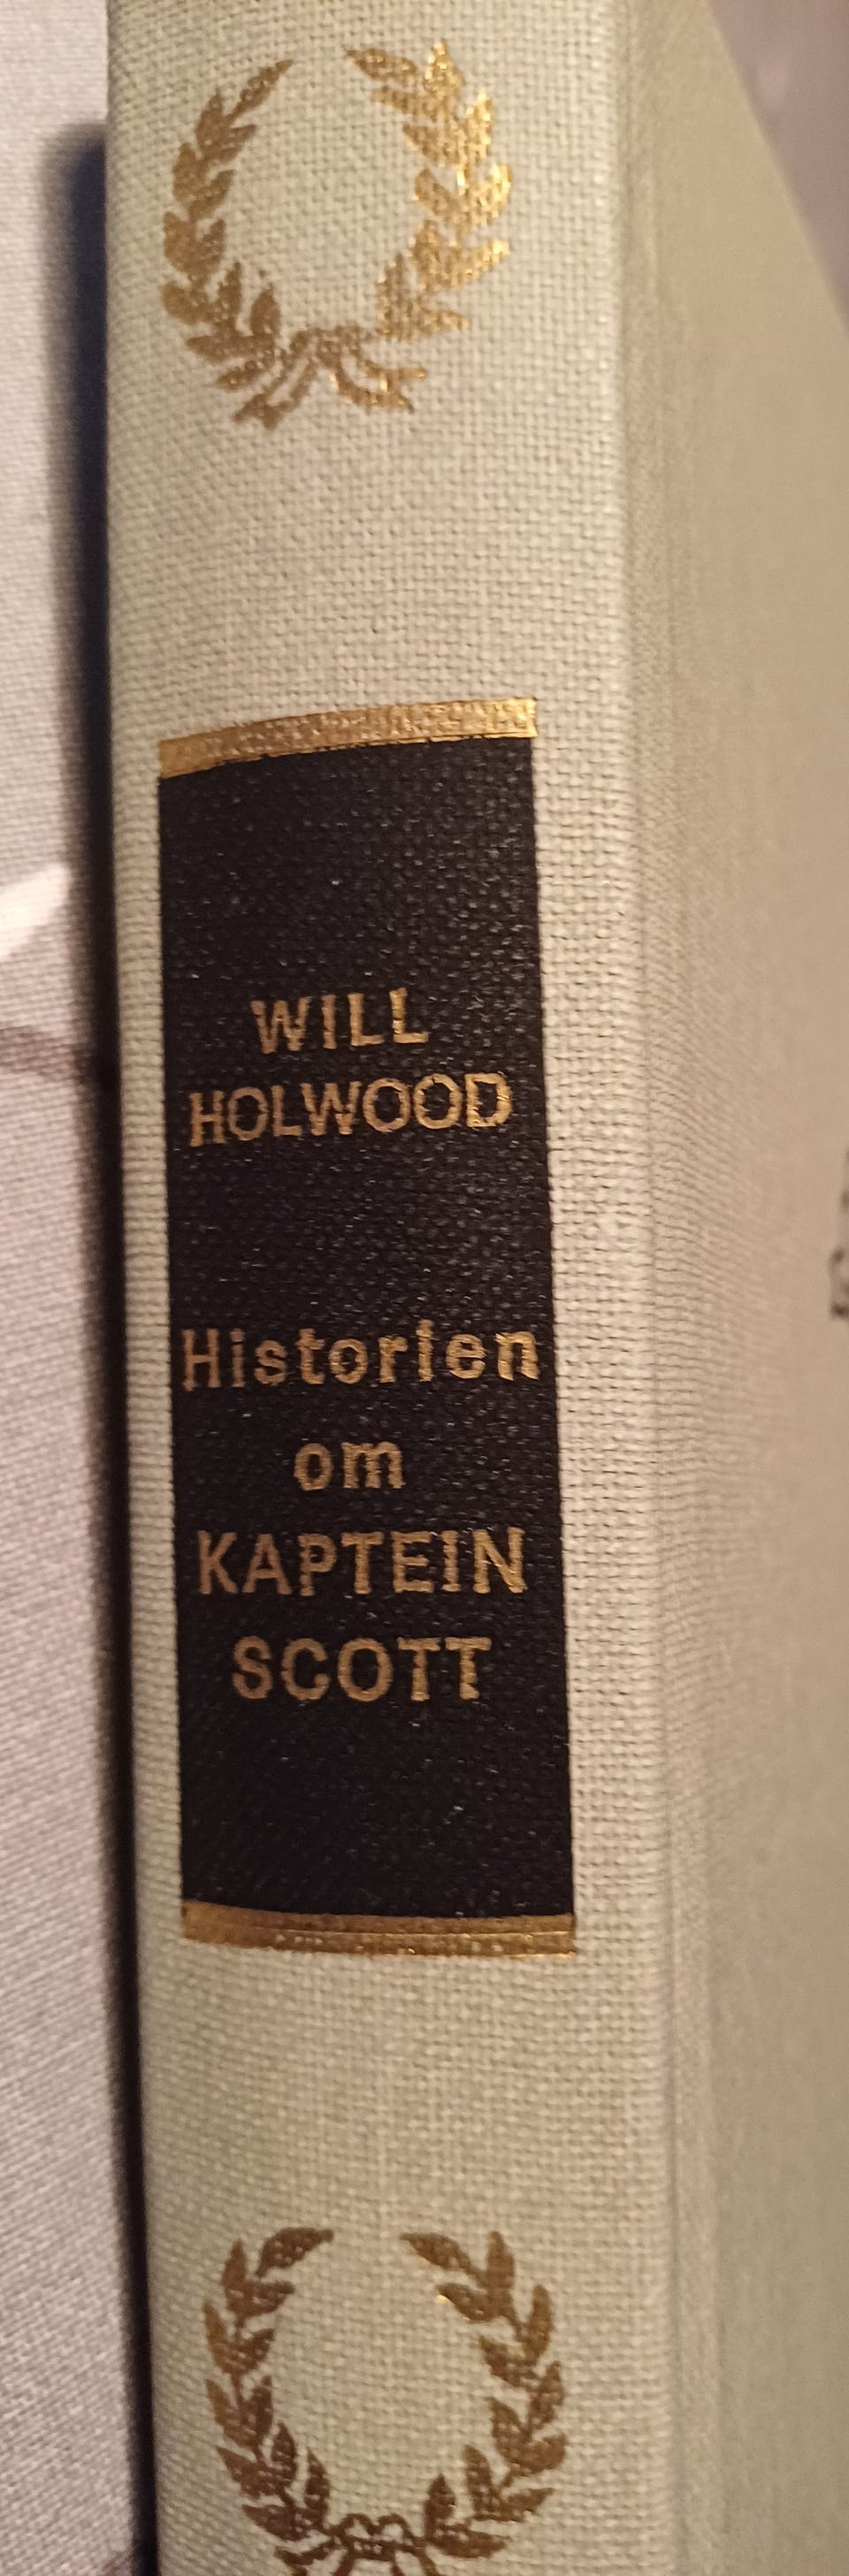 WILL
HOLWOOD
Historien
om
KAPTEIN
SCOTT